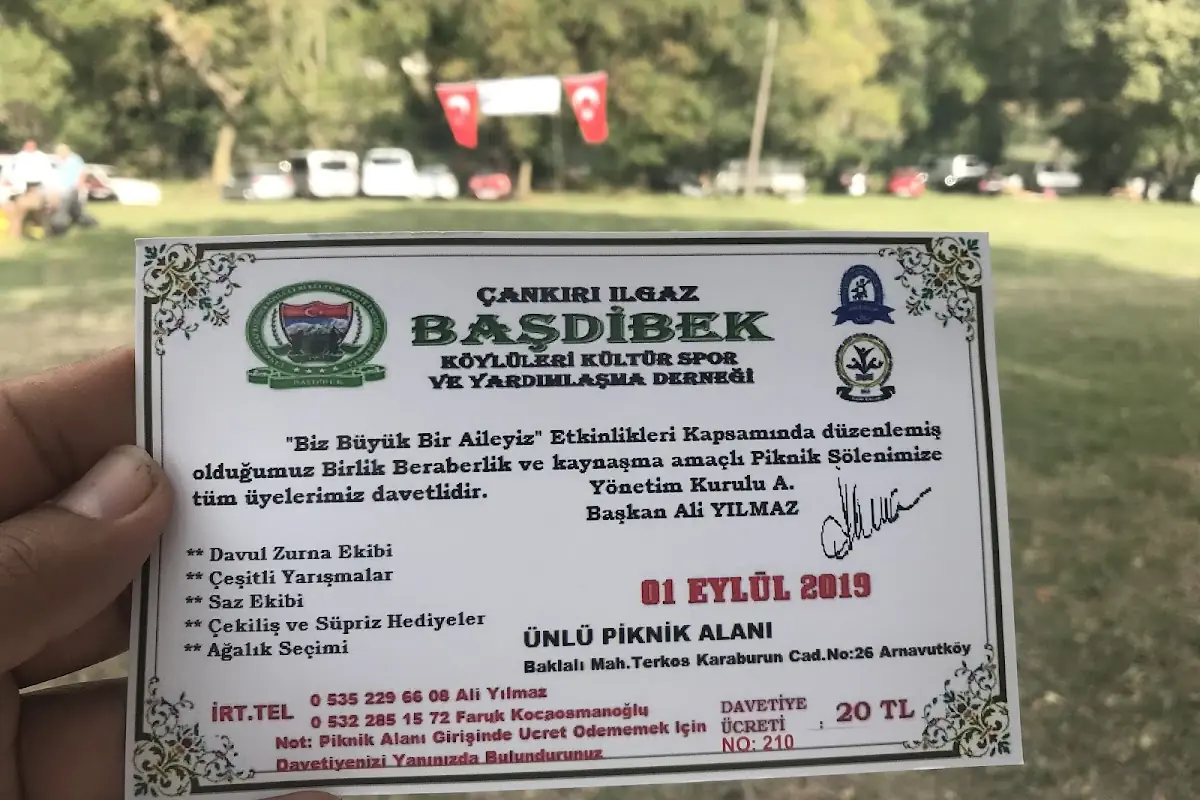 ÇANKIRI ILGAZ
BAŞDİBEK
KÖYLÜLERİ KÜLTÜR SPOR
VE YARDIMLAŞMA DERNEĞİ
BAŞDİBEK
"Biz Büyük Bir Aileyiz" Etkinlikleri Kapsamında düzenlemiş
olduğumuz Birlik Beraberlik ve kaynaşma amaçlı Piknik Şölenimize
tüm üyelerimiz davetlidir.
Yönetim Kurulu A.
Başkan Ali YILMAZ
** Davul Zurna Ekibi
** Çeşitli Yarışmalar
** Saz Ekibi
** Çekiliş ve Süpriz Hediyeler
** Ağalık Seçimi
01 EYLÜL 2019
ÜNLÜ PİKNİK ALANI
Baklalı Mah.Terkos Karaburun Cad.No:26 Arnavutköy
İRT.TEL
0 535 229 66 08 Ali Yılmaz
0 532 285 15 72 Faruk Kocaosmanoğlu
Not: Piknik Alanı Girişinde Ucret Odememek Için
Davetiyenizi Yanınızda Bulundurunuz
DAVETİYE
ÜCRETİ : 20 TL
NO: 210